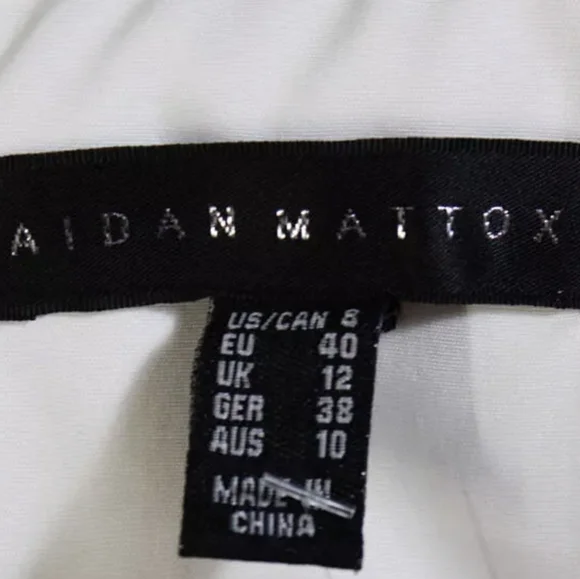 AIDAN MATTOX
US/CAN 8
EU 40
UK 12
GER 38
AUS 10
MADE IN
CHINA